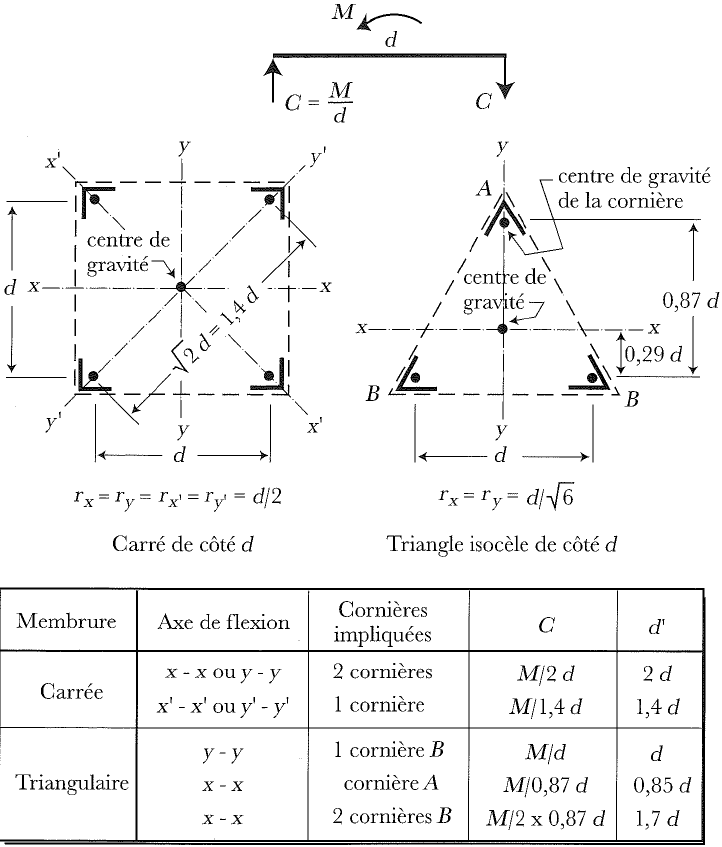 M
d
C = M/d
C
x' y y'
centre de
gravité
d x x
√2 d = 1,4 d
y' y x'
d
r_x = r_y = r_x' = r_y' = d/2
Carré de côté d
y
A
centre de gravité
de la cornière
centre de
gravité
0,87 d
x x
0,29 d
B B
y
d
r_x = r_y = d/√6
Triangle isocèle de côté d
Membrure Axe de flexion Cornières impliquées C d'
Carrée x - x ou y - y 2 cornières M/2 d 2 d
x' - x' ou y' - y' 1 cornière M/1,4 d 1,4 d
Triangulaire y - y 1 cornière B M/d d
x - x cornière A M/0,87 d 0,85 d
x - x 2 cornières B M/2 x 0,87 d 1,7 d